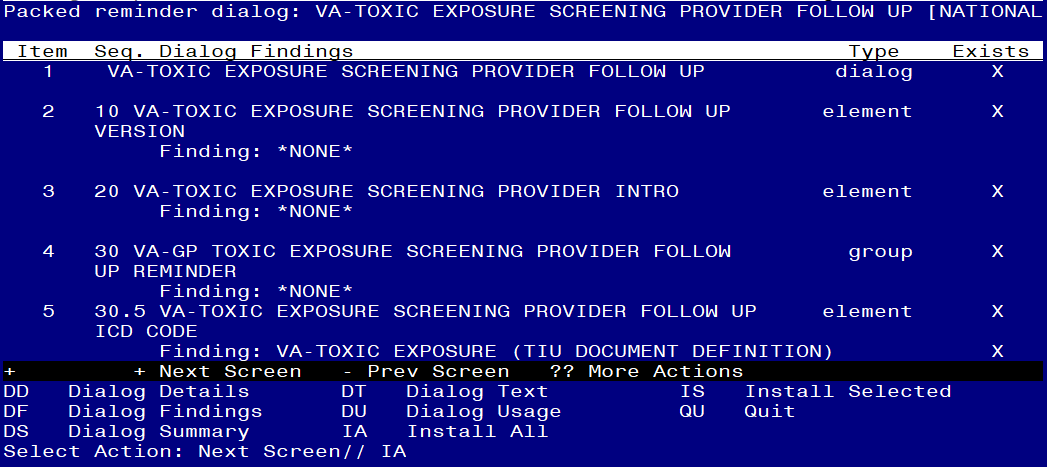 Packed reminder dialog: VA-TOXIC EXPOSURE SCREENING PROVIDER FOLLOW UP [NATIONAL
Item Seq. Dialog Findings Type Exists
1 VA-TOXIC EXPOSURE SCREENING PROVIDER FOLLOW UP dialog X
2 10 VA-TOXIC EXPOSURE SCREENING PROVIDER FOLLOW UP element X
VERSION
Finding: *NONE*
3 20 VA-TOXIC EXPOSURE SCREENING PROVIDER INTRO element X
Finding: *NONE*
4 30 VA-GP TOXIC EXPOSURE SCREENING PROVIDER FOLLOW group X
UP REMINDER
Finding: *NONE*
5 30.5 VA-TOXIC EXPOSURE SCREENING PROVIDER FOLLOW UP element X
ICD CODE
Finding: VA-TOXIC EXPOSURE (TIU DOCUMENT DEFINITION) X
+ + Next Screen - Prev Screen ?? More Actions
DD Dialog Details DT Dialog Text IS Install Selected
DF Dialog Findings DU Dialog Usage QU Quit
DS Dialog Summary IA Install All
Select Action: Next Screen// IA